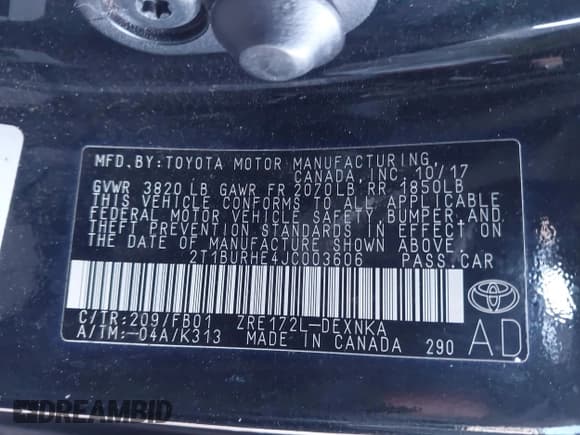 MFD.BY:TOYOTA MOTOR MANUFACTURING,
CANADA,INC. 10/17
GVWR 3820 LB GAWR FR 2070LB RR 1850LB
THIS VEHICLE CONFORMS TO ALL APPLICABLE
FEDERAL MOTOR VEHICLE SAFETY, BUMPER, AND
THEFT PREVENTION STANDARDS IN EFFECT ON
THE DATE OF MANUFACTURE SHOWN ABOVE.
2T1BURHE4JC003606 PASS.CAR
C/TR:209/FB01 ZRE172L-DEXNKA
A/TM:-04A/K313 MADE IN CANADA 290 AD
DREAMBID